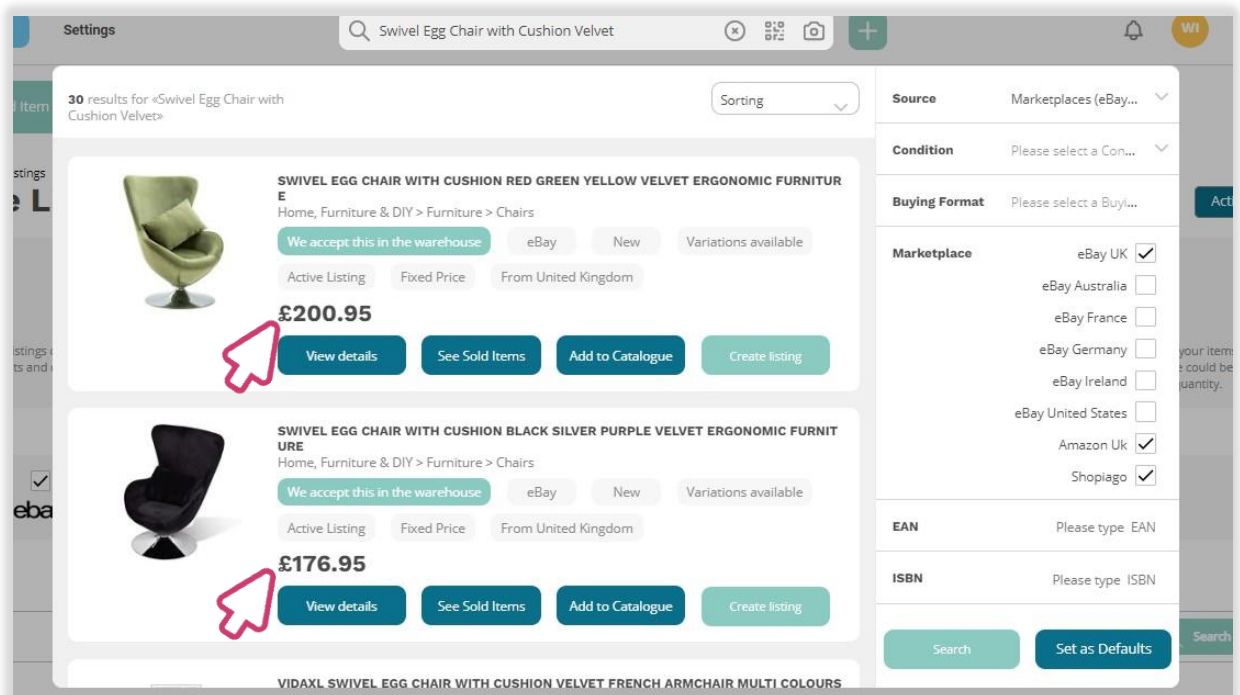 Settings
Swivel Egg Chair with Cushion Velvet
WI
Item
stings
e L
Acti
30 results for «Swivel Egg Chair with
Cushion Velvet»
Sorting
SWIVEL EGG CHAIR WITH CUSHION RED GREEN YELLOW VELVET ERGONOMIC FURNITUR
E
Home, Furniture & DIY > Furniture > Chairs
We accept this in the warehouse eBay New Variations available
Active Listing Fixed Price From United Kingdom
£200.95
View details See Sold Items Add to Catalogue Create listing
SWIVEL EGG CHAIR WITH CUSHION BLACK SILVER PURPLE VELVET ERGONOMIC FURNIT
URE
Home, Furniture & DIY > Furniture > Chairs
We accept this in the warehouse eBay New Variations available
Active Listing Fixed Price From United Kingdom
£176.95
View details See Sold Items Add to Catalogue Create listing
VIDAXL SWIVEL EGG CHAIR WITH CUSHION VELVET FRENCH ARMCHAIR MULTI COLOURS
Source Marketplaces (eBay...
Condition Please select a Con...
Buying Format Please select a Buyi...
Marketplace eBay UK
eBay Australia
eBay France
eBay Germany
eBay Ireland
eBay United States
Amazon Uk
Shopiago
EAN Please type EAN
ISBN Please type ISBN
Search Set as Defaults
istings
ts and
eba
your item
e could be
quantity.
Search